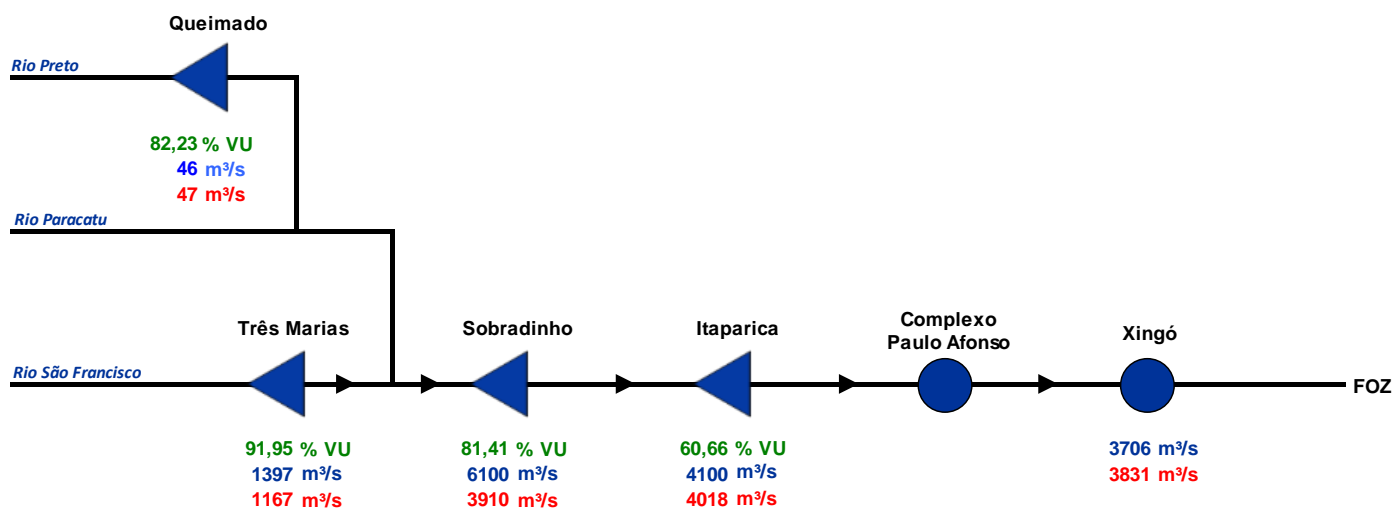 Queimado
Rio Preto
82,23 % VU
46 m³/s
47 m³/s
Rio Paracatu
Três Marias
Sobradinho
Itaparica
Complexo
Paulo Afonso
Xingó
Rio São Francisco
FOZ
91,95 % VU
1397 m³/s
1167 m³/s
81,41 % VU
6100 m³/s
3910 m³/s
60,66 % VU
4100 m³/s
4018 m³/s
3706 m³/s
3831 m³/s